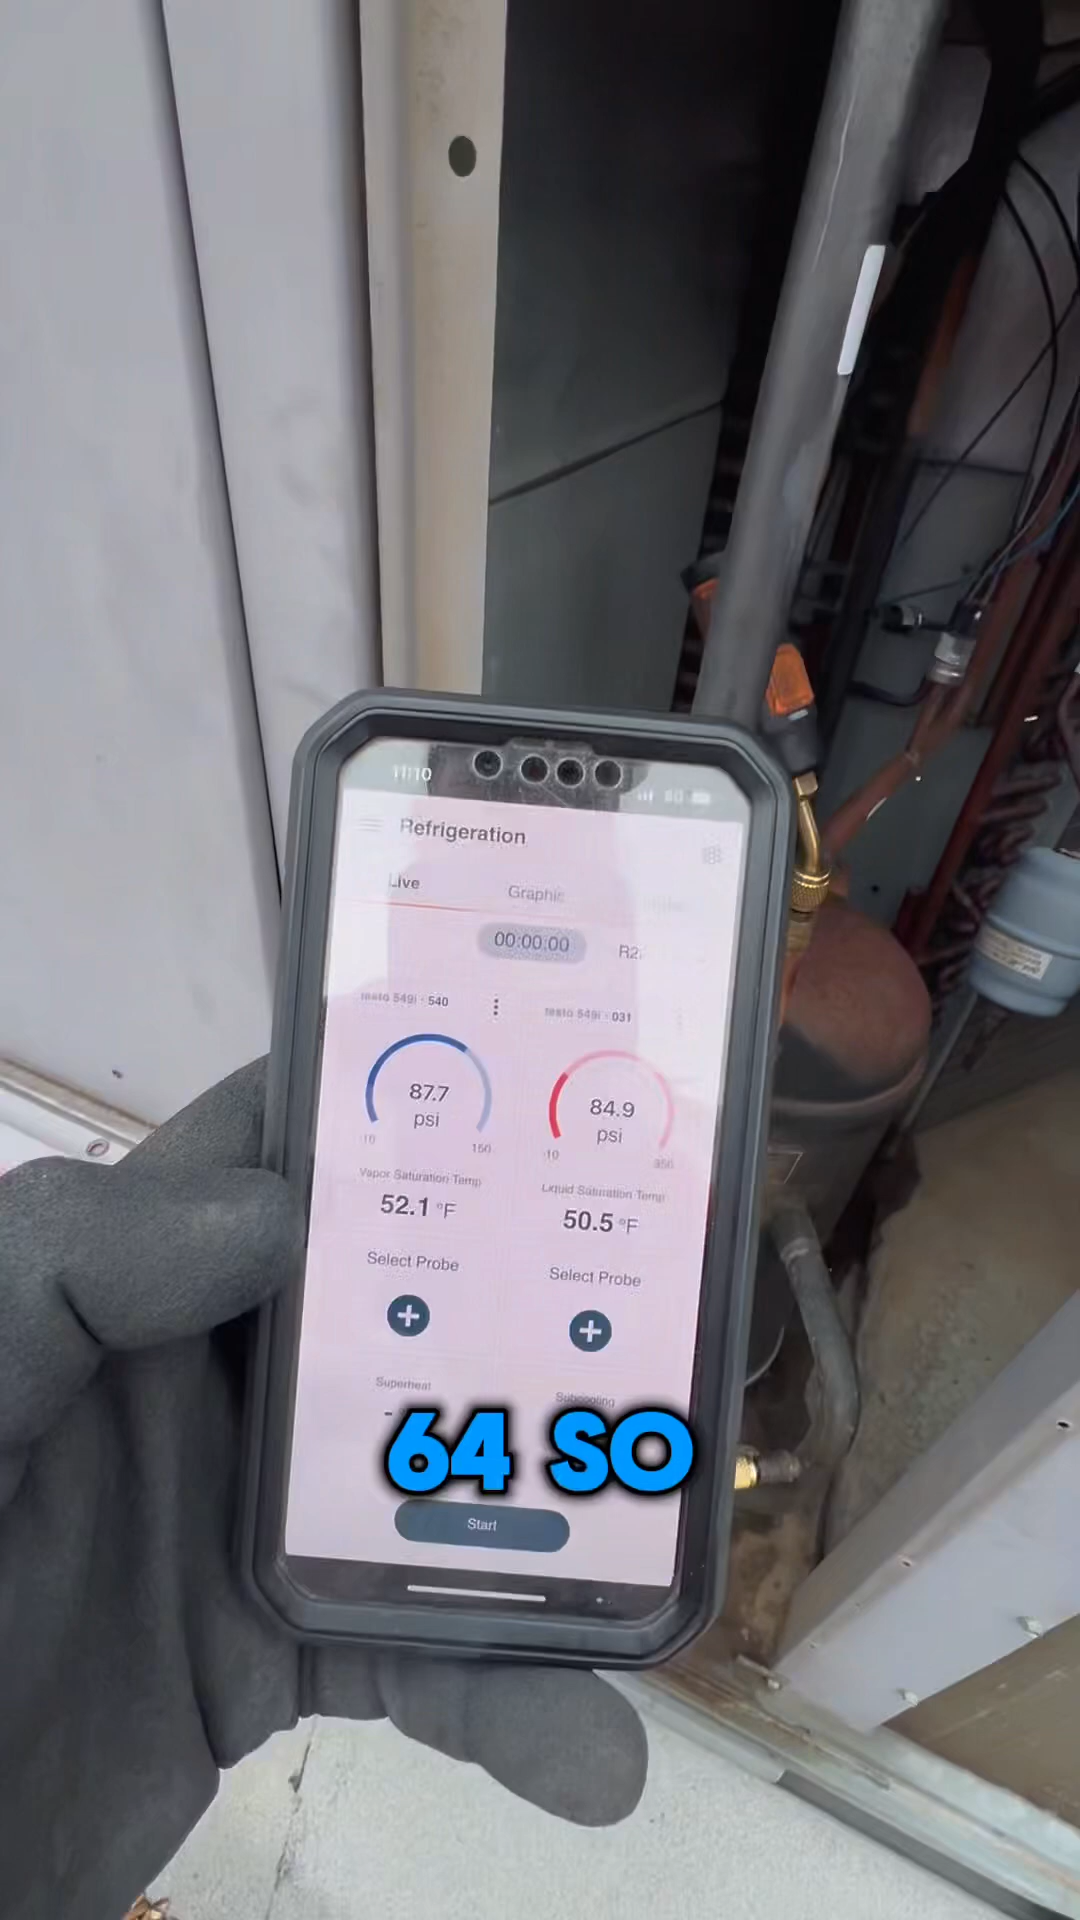 11:10
Refrigeration
Live
Graphic
00:00:00
testo 549i - 540
testo 549i - 031
87.7
psi
-10
150
84.9
psi
-10
350
Vapor Saturation Temp
52.1 °F
Liquid Saturation Temp
50.5 °F
Select Probe
Select Probe
Superheat
Subcooling
64 SO
Start